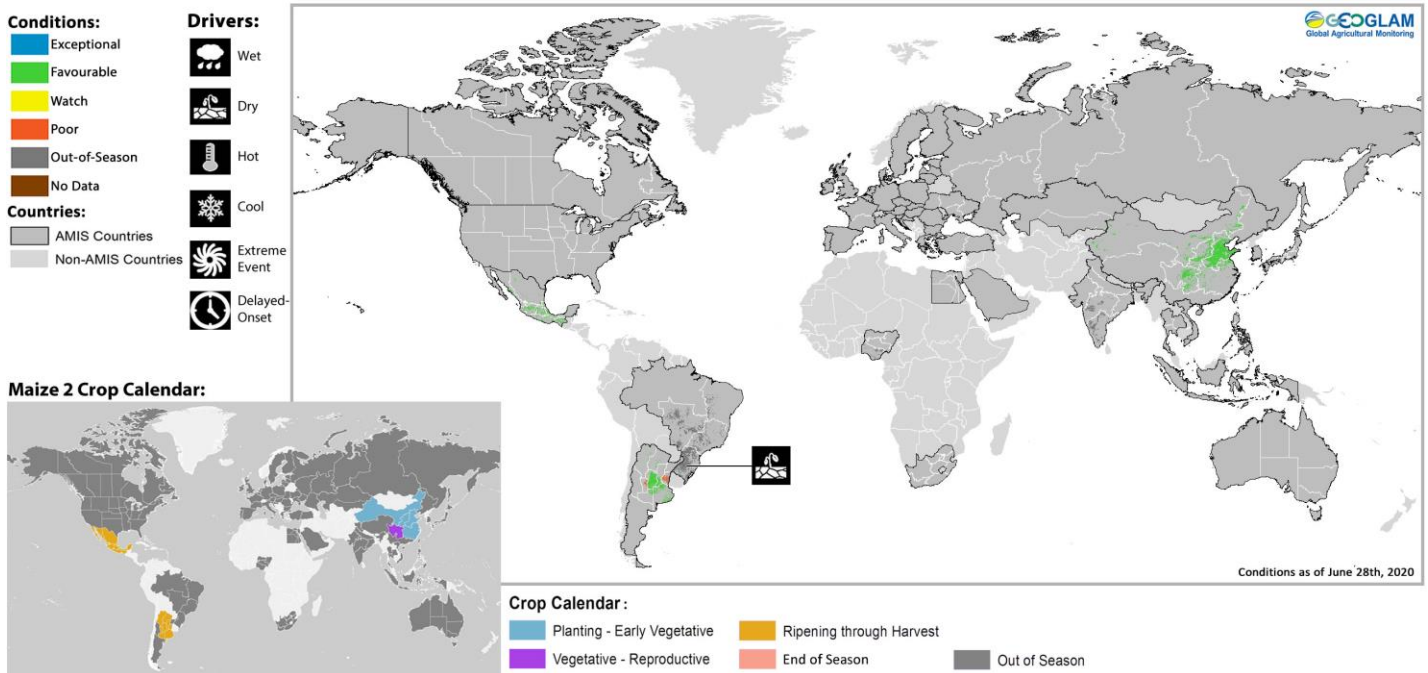 Conditions:
Exceptional
Favourable
Watch
Poor
Out-of-Season
No Data
Countries:
AMIS Countries
Non-AMIS Countries
Drivers:
Wet
Dry
Hot
Cool
Extreme
Event
Delayed-
Onset
GEOGLAM
Global Agricultural Monitoring
Conditions as of June 28th, 2020
Maize 2 Crop Calendar:
Crop Calendar :
Planting - Early Vegetative
Ripening through Harvest
Vegetative - Reproductive
End of Season
Out of Season